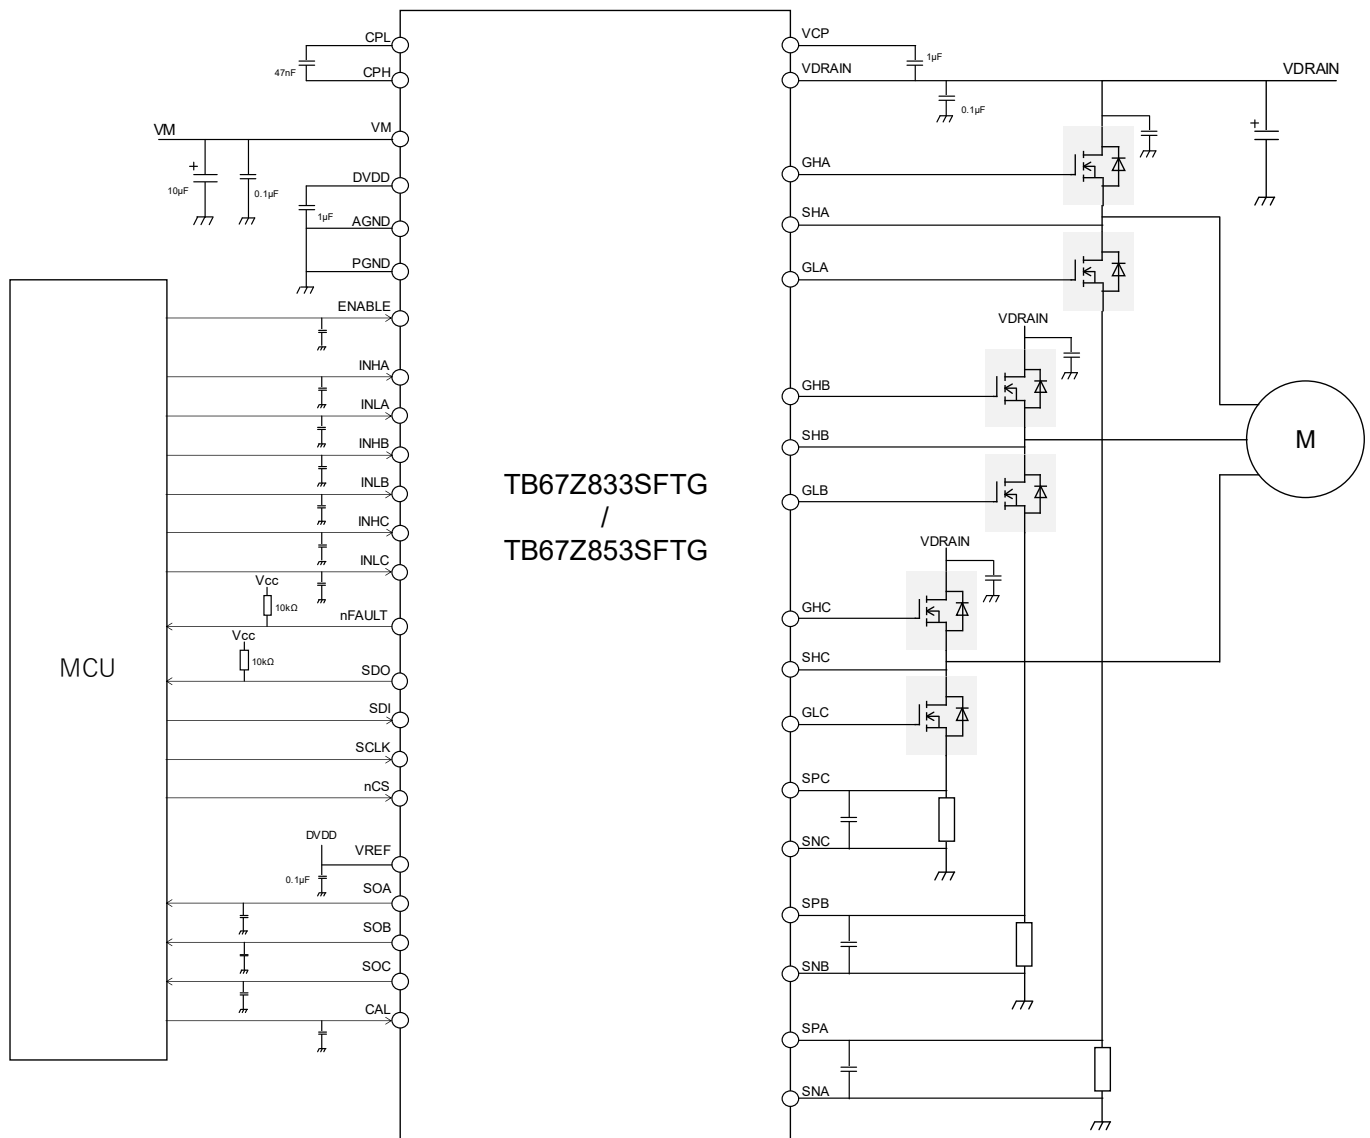 CPL
47nF
CPH
VM
VM
10µF
0.1µF
DVDD
1µF
AGND
PGND
ENABLE
INHA
INLA
INHB
INLB
INHC
INLC
Vcc
10kΩ
nFAULT
Vcc
10kΩ
SDO
MCU
SDI
SCLK
nCS
DVDD
VREF
0.1µF
SOA
SOB
SOC
CAL
TB67Z833SFTG
/
TB67Z853SFTG
VCP
1µF
VDRAIN
VDRAIN
0.1µF
+
+
GHA
SHA
GLA
VDRAIN
GHB
SHB
GLB
M
VDRAIN
GHC
SHC
GLC
SPC
SNC
SPB
SNB
SPA
SNA